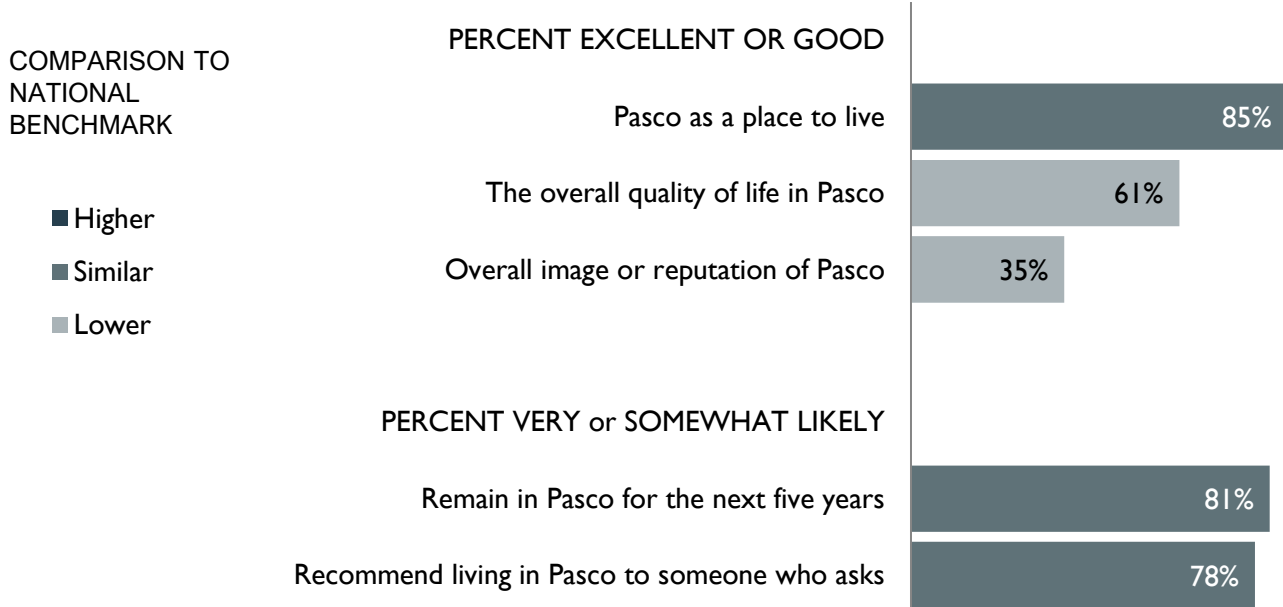 COMPARISON TO
NATIONAL
BENCHMARK
Higher
Similar
Lower
PERCENT EXCELLENT OR GOOD
Pasco as a place to live 85%
The overall quality of life in Pasco 61%
Overall image or reputation of Pasco 35%
PERCENT VERY or SOMEWHAT LIKELY
Remain in Pasco for the next five years 81%
Recommend living in Pasco to someone who asks 78%